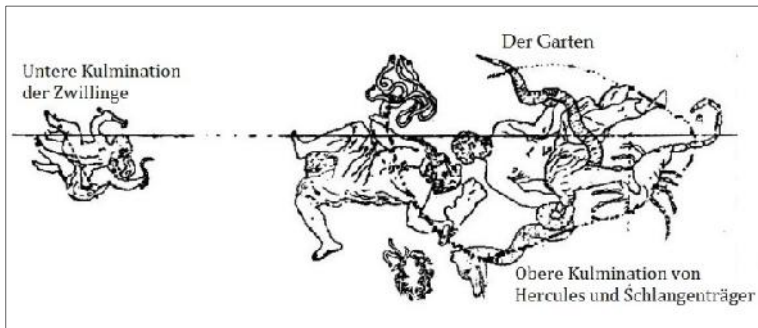 Der Garten
Untere Kulmination
der Zwillinge
Obere Kulmination von
Hercules und Schlangenträger